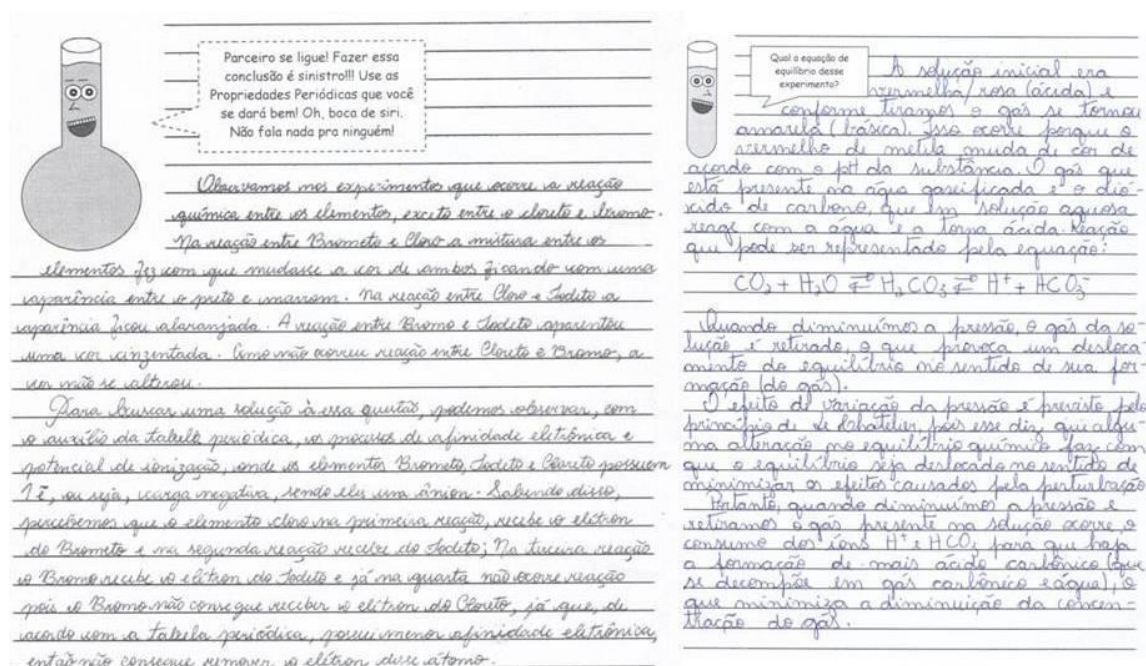 Parceiro se ligue! Fazer essa
conclusão é sinistro!!! Use as
Propriedades Periódicas que você
se dará bem! Oh, boca de siri.
Não fala nada pra ninguém!
Observamos nos experimentos que ocorre a reação
química entre os elementos, exceto entre o cloreto e bromo.
Na reação entre Brometo e Cloro a mistura entre os
elementos fez com que mudasse a cor de ambos ficando com uma
aparência entre o preto e marrom. Na reação entre Cloro e Iodeto a
aparência ficou alaranjada. A reação entre Bromo e Iodeto aparentou
uma cor cinzentada. Como não ocorreu reação entre Cloreto e Bromo, a
cor não se alterou.
Para buscar uma solução à essa questão, podemos observar, com
o auxílio da tabela periódica, os processos de afinidade eletrônica e
potencial de ionização, onde os elementos Brometo, Iodeto e Cloreto possuem
1 ē, ou seja, carga negativa, sendo eles um ânion. Sabendo disso,
percebemos que o elemento cloro na primeira reação, recebe o elétron
do Brometo e na segunda reação recebe do Iodeto; Na terceira reação
o Bromo recebe o elétron do Iodeto e já na quarta não ocorre reação
pois o Bromo não consegue receber o elétron do Cloreto, já que, de
acordo com a tabela periódica, possui menor afinidade eletrônica,
então não consegue remover o elétron desse átomo.
Qual a equação de
equilíbrio desse
experimento?
A solução inicial era
vermelha/rosa (ácida) e
conforme tiramos o gás se tornou
amarela (básica). Isso ocorre porque o
vermelho de metila muda de cor de
acordo com o pH da substância. O gás que
está presente na água gaseificada é o dió-
xido de carbono, que em solução aquosa
reage com a água e a torna ácida. Reação
que pode ser representado pela equação:
CO₂ + H₂O ⇌ H₂CO₃ ⇌ H⁺ + HCO₃⁻
Quando diminuímos a pressão, o gás da so-
lução é retirado, o que provoca um desloca-
mento do equilíbrio no sentido de sua for-
mação (do gás).
O efeito de variação da pressão é previsto pelo
princípio de Le Chatelier, pois esse diz que algu-
ma alteração no equilíbrio químico faz com
que o equilíbrio seja deslocado no sentido de
minimizar os efeitos causados pela perturbação
Portanto, quando diminuímos a pressão e
retiramos o gás presente na solução ocorre o
consumo dos íons H⁺ e HCO₃⁻ para que haja
a formação de mais ácido carbônico (que
se decompõe em gás carbônico e água), o
que minimiza a diminuição da concen-
tração do gás.